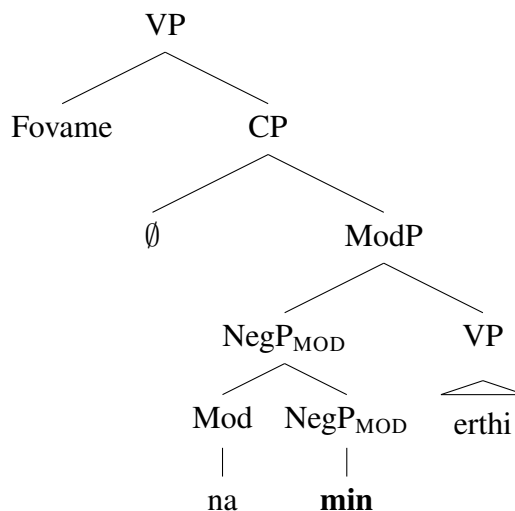 VP
Fovame CP
∅ ModP
NegP_MOD VP
Mod NegP_MOD erthi
na min